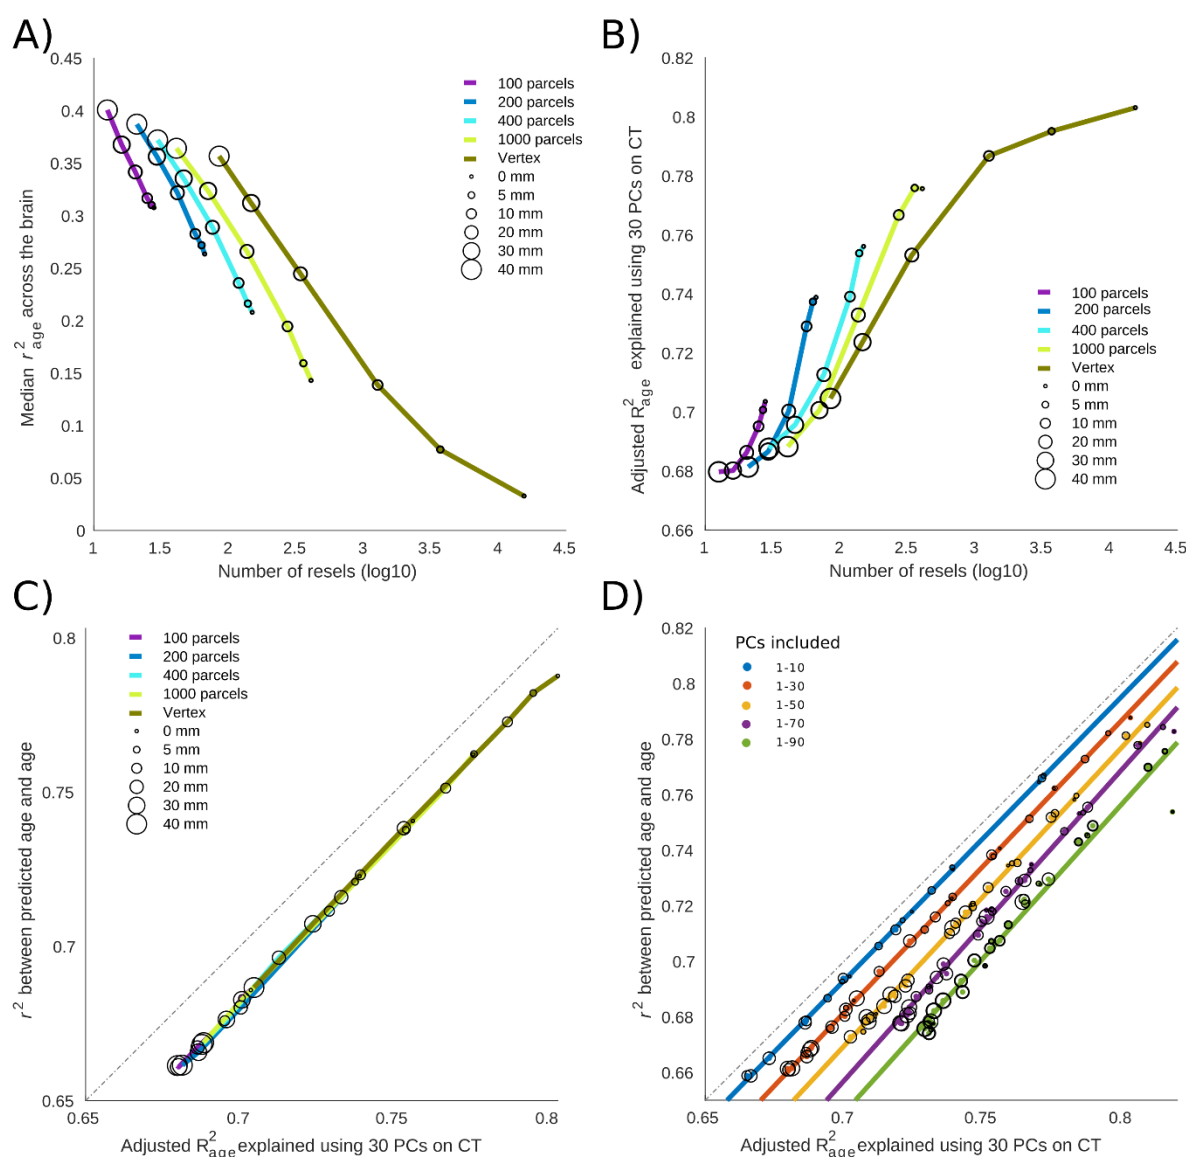 A)
0.45
0.4
0.35
0.3
0.25
0.2
0.15
0.1
0.05
0
Median r²age across the brain
1 1.5 2 2.5 3 3.5 4 4.5
Number of resels (log10)
100 parcels
200 parcels
400 parcels
1000 parcels
Vertex
0 mm
5 mm
10 mm
20 mm
30 mm
40 mm
B)
0.82
0.8
0.78
0.76
0.74
0.72
0.7
0.68
0.66
Adjusted R²age explained using 30 PCs on CT
1 1.5 2 2.5 3 3.5 4 4.5
Number of resels (log10)
100 parcels
200 parcels
400 parcels
1000 parcels
Vertex
0 mm
5 mm
10 mm
20 mm
30 mm
40 mm
C)
0.8
0.75
0.7
0.65
r² between predicted age and age
0.65 0.7 0.75 0.8
Adjusted R²age explained using 30 PCs on CT
100 parcels
200 parcels
400 parcels
1000 parcels
Vertex
0 mm
5 mm
10 mm
20 mm
30 mm
40 mm
D)
0.82
0.8
0.78
0.76
0.74
0.72
0.7
0.68
0.66
r² between predicted age and age
0.65 0.7 0.75 0.8
Adjusted R²age explained using 30 PCs on CT
PCs included
1-10
1-30
1-50
1-70
1-90